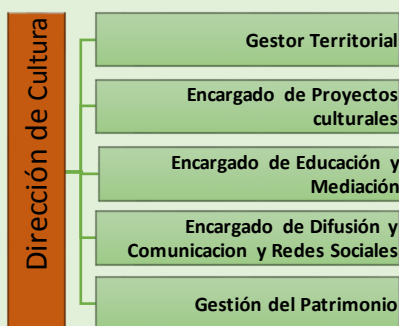 Dirección de Cultura
Gestor Territorial
Encargado de Proyectos
culturales
Encargado de Educación y
Mediación
Encargado de Difusión y
Comunicacion y Redes Sociales
Gestión del Patrimonio